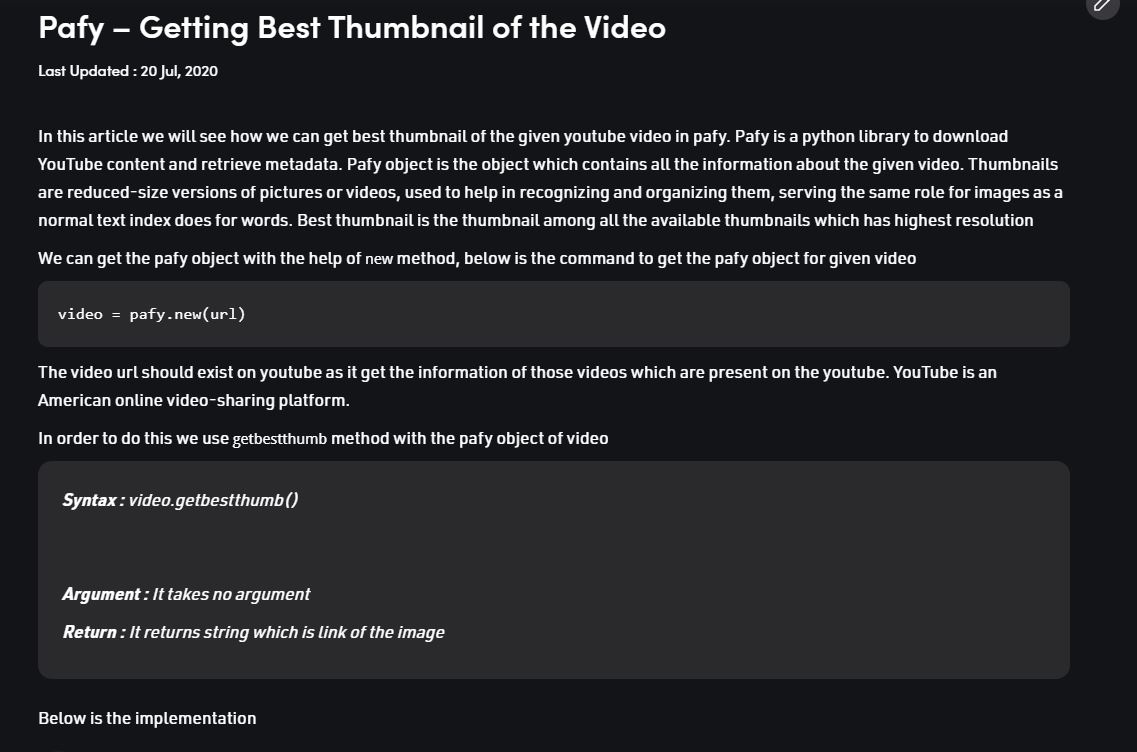 Pafy – Getting Best Thumbnail of the Video
Last Updated : 20 Jul, 2020
In this article we will see how we can get best thumbnail of the given youtube video in pafy. Pafy is a python library to download
YouTube content and retrieve metadata. Pafy object is the object which contains all the information about the given video. Thumbnails
are reduced-size versions of pictures or videos, used to help in recognizing and organizing them, serving the same role for images as a
normal text index does for words. Best thumbnail is the thumbnail among all the available thumbnails which has highest resolution
We can get the pafy object with the help of new method, below is the command to get the pafy object for given video
video = pafy.new(url)
The video url should exist on youtube as it get the information of those videos which are present on the youtube. YouTube is an
American online video-sharing platform.
In order to do this we use getbestthumb method with the pafy object of video
Syntax : video.getbestthumb()
Argument : It takes no argument
Return : It returns string which is link of the image
Below is the implementation